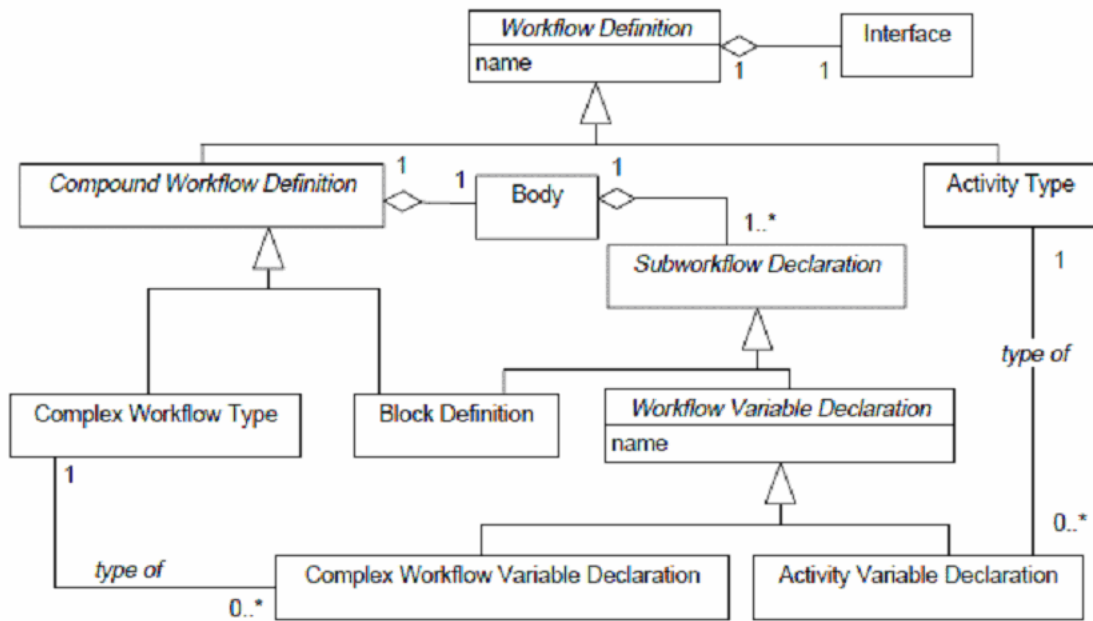 Workflow Definition
name
1
1
Interface
Compound Workflow Definition
1
1
Body
1
1..*
Activity Type
1
Subworkflow Declaration
type of
Complex Workflow Type
1
Block Definition
Workflow Variable Declaration
name
0..*
type of
0..*
Complex Workflow Variable Declaration
Activity Variable Declaration